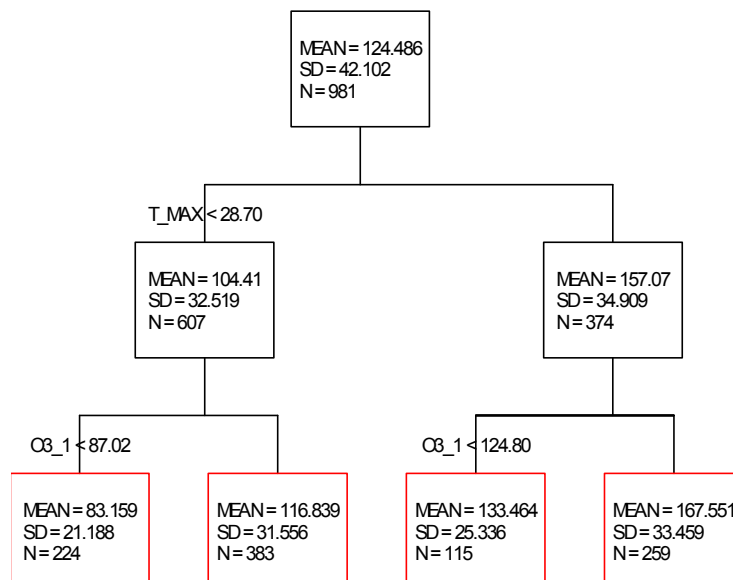 MEAN = 124.486
SD = 42.102
N = 981
T_MAX < 28.70
MEAN = 104.41
SD = 32.519
N = 607
MEAN = 157.07
SD = 34.909
N = 374
O3_1 < 87.02
O3_1 < 124.80
MEAN = 83.159
SD = 21.188
N = 224
MEAN = 116.839
SD = 31.556
N = 383
MEAN = 133.464
SD = 25.336
N = 115
MEAN = 167.551
SD = 33.459
N = 259